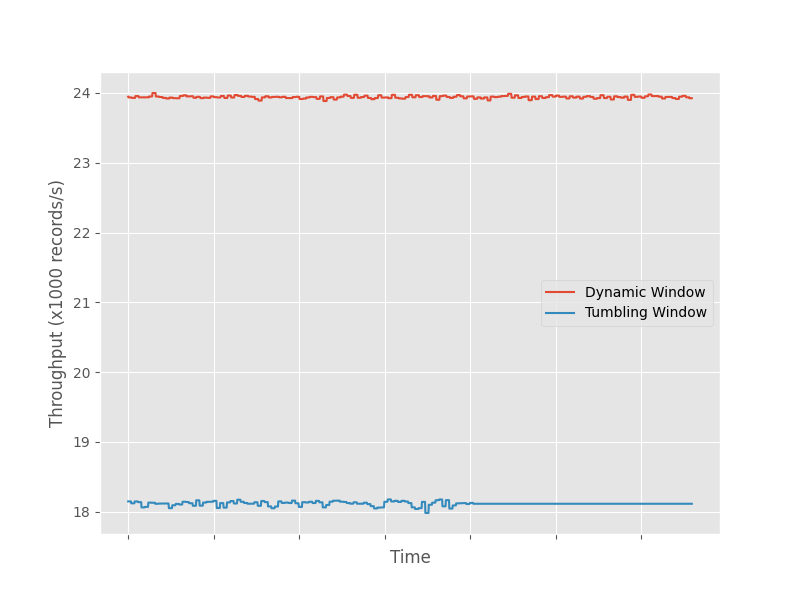 24
23
22
21
20
19
18
Throughput (x1000 records/s)
Time
Dynamic Window
Tumbling Window